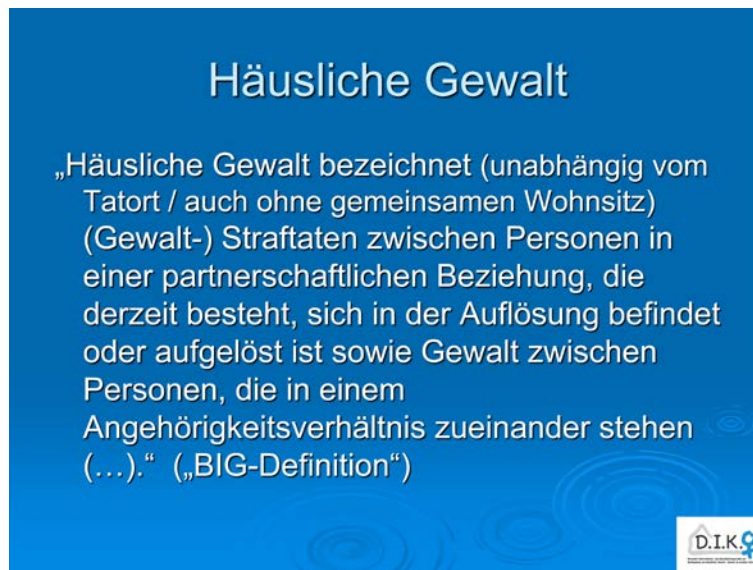 Häusliche Gewalt
„Häusliche Gewalt bezeichnet (unabhängig vom
Tatort / auch ohne gemeinsamen Wohnsitz)
(Gewalt-) Straftaten zwischen Personen in
einer partnerschaftlichen Beziehung, die
derzeit besteht, sich in der Auflösung befindet
oder aufgelöst ist sowie Gewalt zwischen
Personen, die in einem
Angehörigkeitsverhältnis zueinander stehen
(…).“ („BIG-Definition“)
D.I.K.